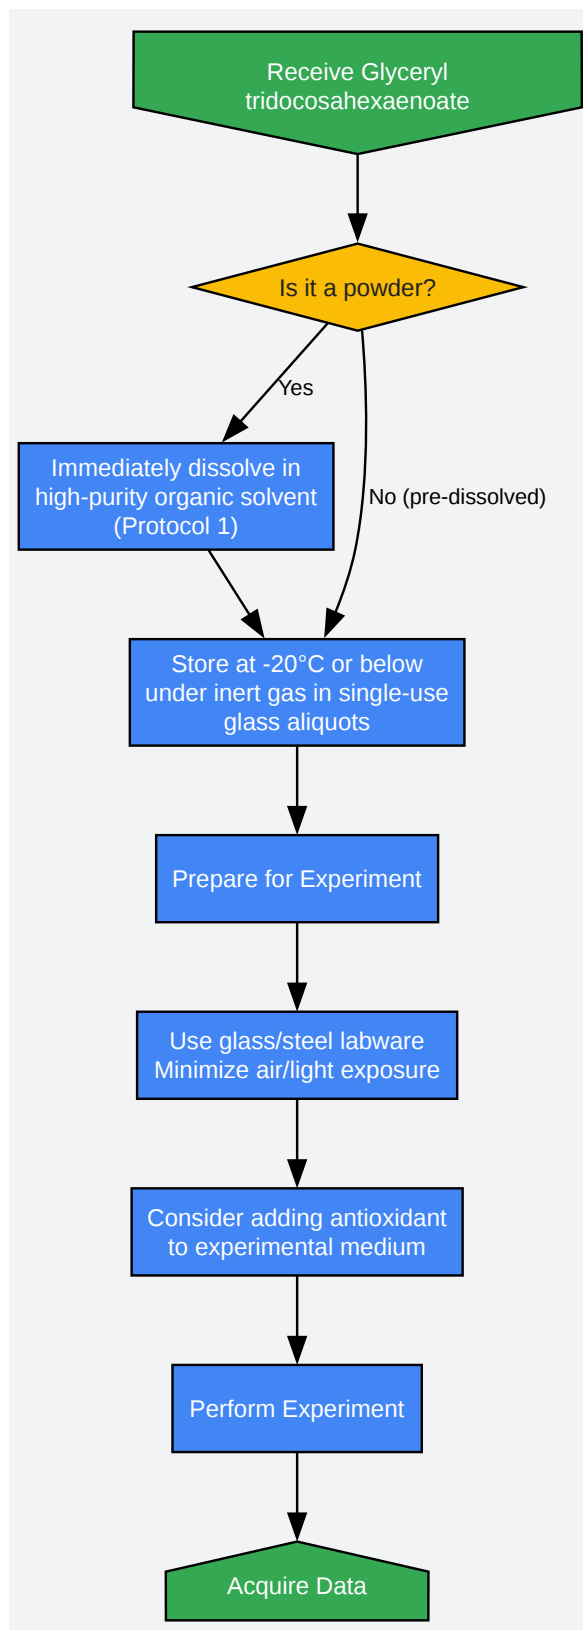 Receive Glyceryl
tridocosahexaenoate
Is it a powder?
Yes
Immediately dissolve in
high-purity organic solvent
(Protocol 1)
No (pre-dissolved)
Store at -20°C or below
under inert gas in single-use
glass aliquots
Prepare for Experiment
Use glass/steel labware
Minimize air/light exposure
Consider adding antioxidant
to experimental medium
Perform Experiment
Acquire Data